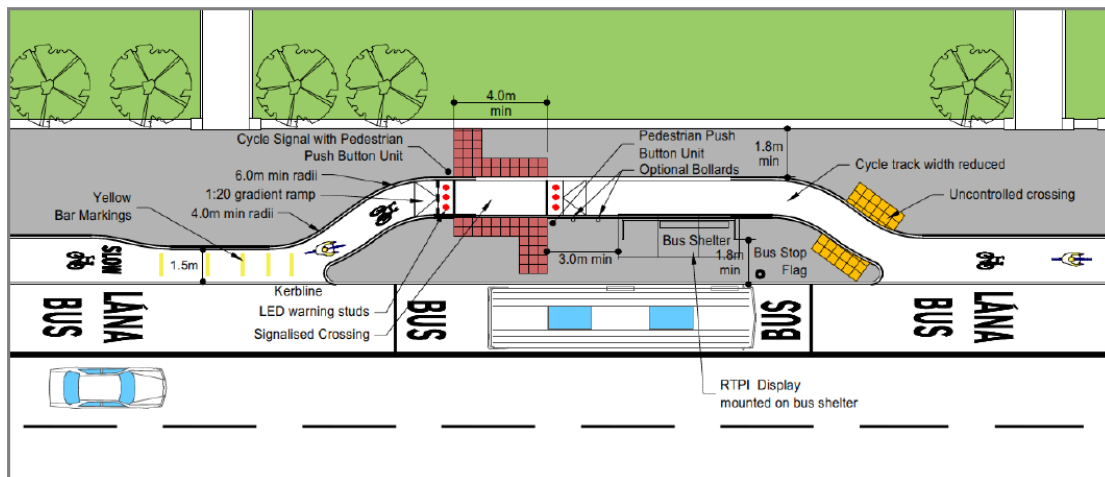 4.0m
min
Cycle Signal with Pedestrian
Push Button Unit
Pedestrian Push
Button Unit
Optional Bollards
1.8m
min
Cycle track width reduced
Uncontrolled crossing
6.0m min radii
1:20 gradient ramp
4.0m min radii
Yellow
Bar Markings
SLOW
1.5m
3.0m min
Bus Shelter
1.8m
min
Bus Stop
Flag
Kerbline
LED warning studs
Signalised Crossing
LÁNA
BUS
BUS
BUS
LÁNA
BUS
RTPI Display
mounted on bus shelter